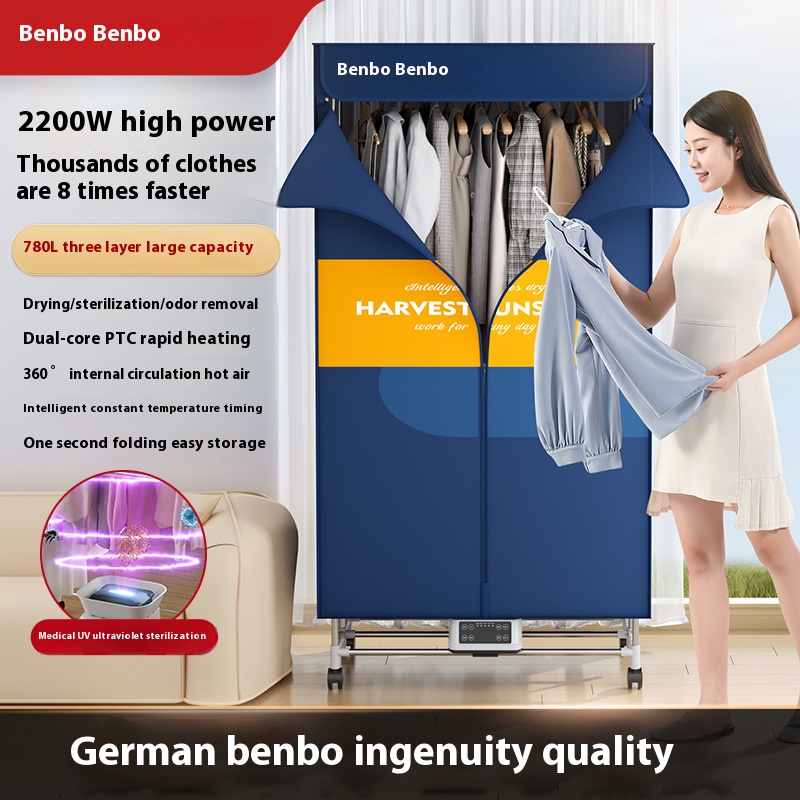 Benbo Benbo
Benbo Benbo
2200W high power
Thousands of clothes
are 8 times faster
780L three layer large capacity
Drying/sterilization/odor removal
Dual-core PTC rapid heating
360° internal circulation hot air
Intelligent constant temperature timing
One second folding easy storage
HARVEST
work for
Medical UV ultraviolet sterilization
German benbo ingenuity quality